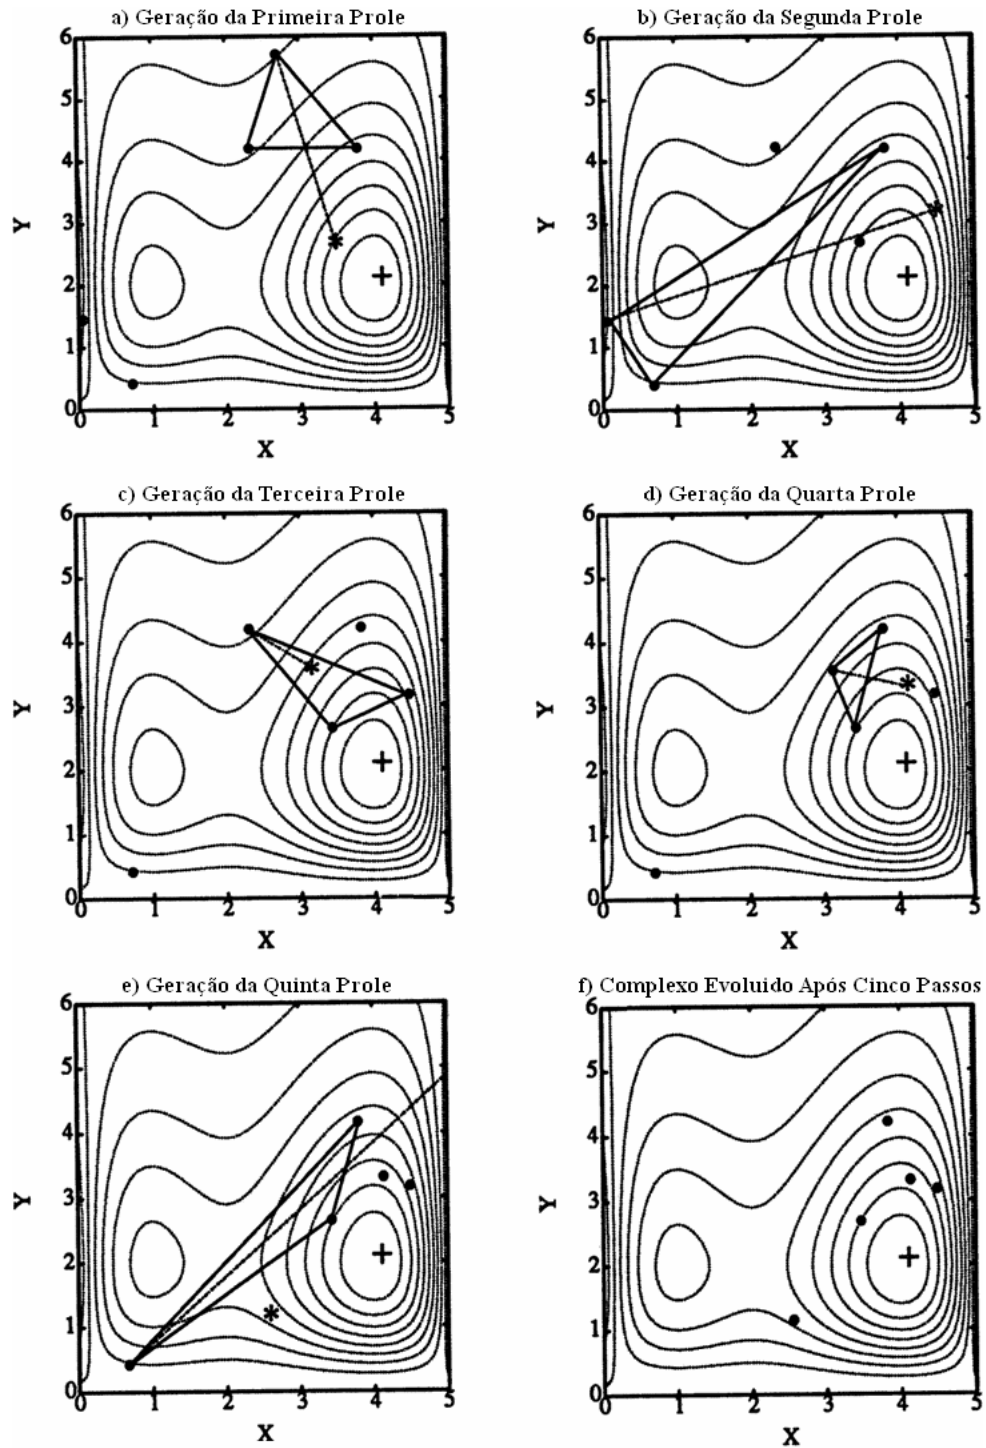 a) Geração da Primeira Prole
6
5
4
3
2
1
0
Y
0 1 2 3 4 5
X
b) Geração da Segunda Prole
6
5
4
3
2
1
0
Y
0 1 2 3 4 5
X
c) Geração da Terceira Prole
6
5
4
3
2
1
0
Y
0 1 2 3 4 5
X
d) Geração da Quarta Prole
6
5
4
3
2
1
0
Y
0 1 2 3 4 5
X
e) Geração da Quinta Prole
6
5
4
3
2
1
0
Y
0 1 2 3 4 5
X
f) Complexo Evoluido Após Cinco Passos
6
5
4
3
2
1
0
Y
0 1 2 3 4 5
X